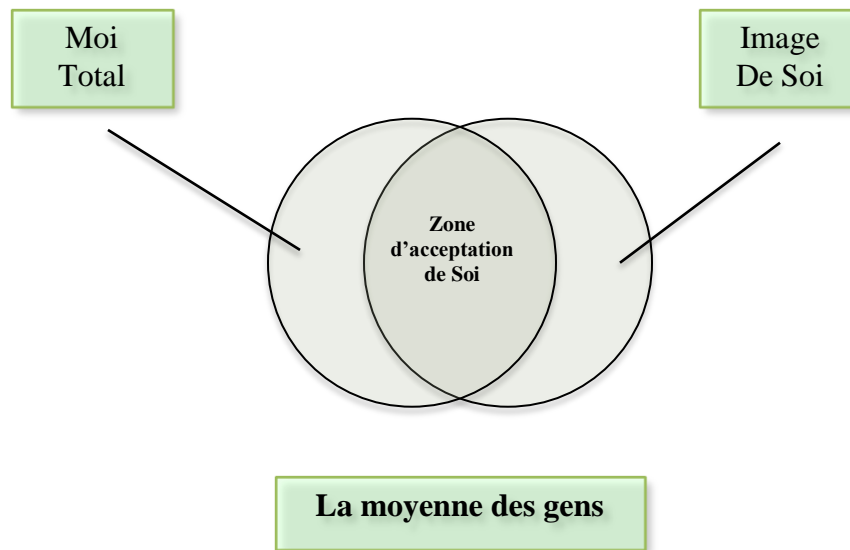 Moi
Total
Image
De Soi
Zone
d’acceptation
de Soi
La moyenne des gens